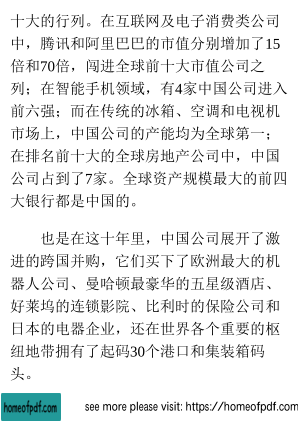 十大的行列。在互联网及电子消费类公司
中，腾讯和阿里巴巴的市值分别增加了15
倍和70倍，闯进全球前十大市值公司之
列；在智能手机领域，有4家中国公司进入
前六强；而在传统的冰箱、空调和电视机
市场上，中国公司的产能均为全球第一；
在排名前十大的全球房地产公司中，中国
公司占到了7家。全球资产规模最大的前四
大银行都是中国的。
也是在这十年里，中国公司展开了激
进的跨国并购，它们买下了欧洲最大的机
器人公司、曼哈顿最豪华的五星级酒店、
好莱坞的连锁影院、比利时的保险公司和
日本的电器企业，还在世界各个重要的枢
纽地带拥有了起码30个港口和集装箱码
头。
homeofpdf.com
see more please visit: https://homeofpdf.com